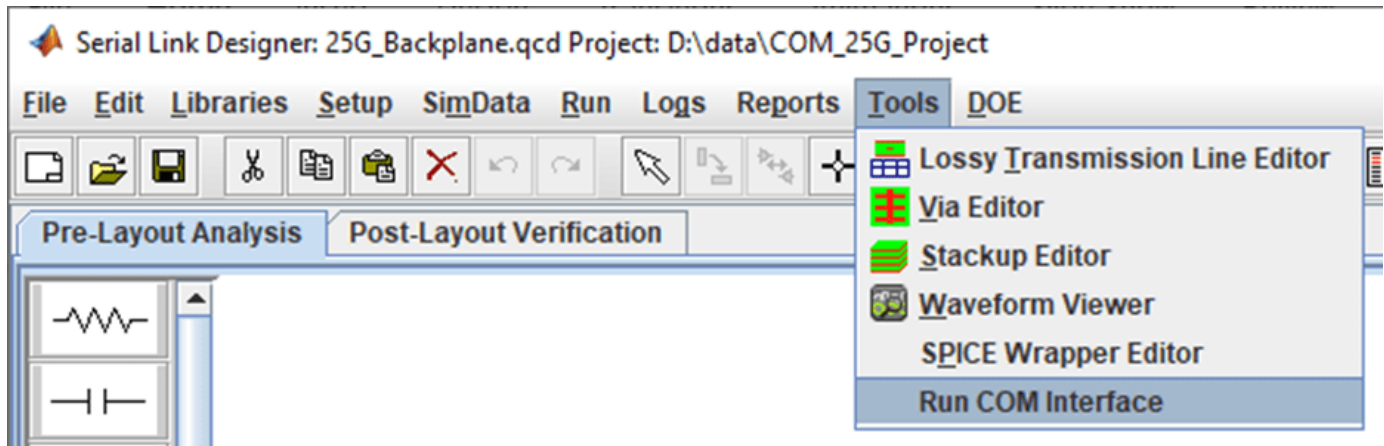 Serial Link Designer: 25G_Backplane.qcd Project: D:\data\COM_25G_Project
File Edit Libraries Setup SimData Run Logs Reports Tools DOE
Lossy Transmission Line Editor
Via Editor
Stackup Editor
Waveform Viewer
SPICE Wrapper Editor
Run COM Interface
Pre-Layout Analysis Post-Layout Verification